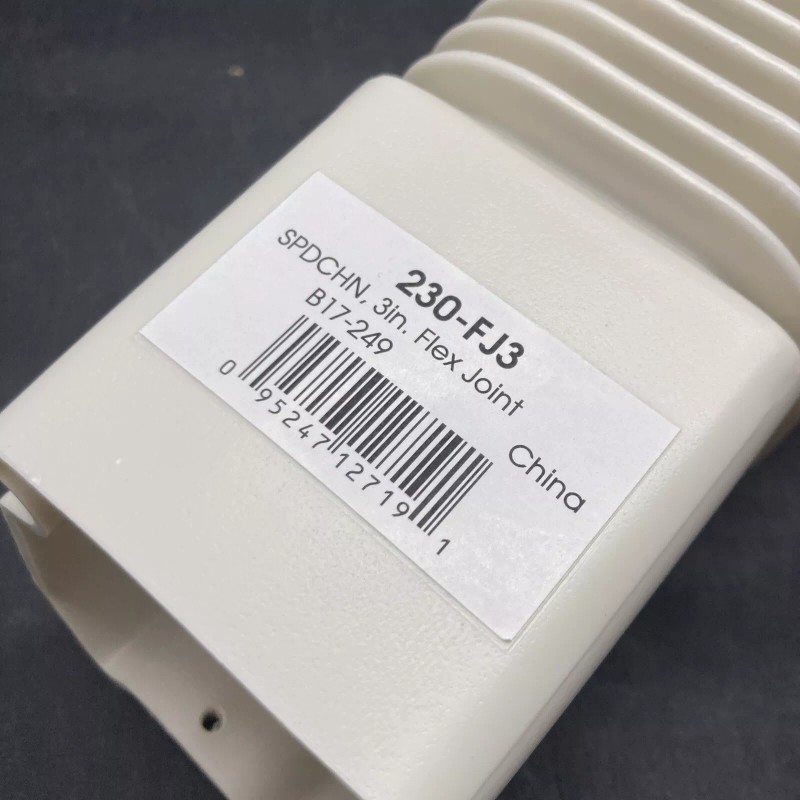 230-FJ3
SPDCHN, 3in. Flex Joint
B17-249
China
0 95247 12719 1